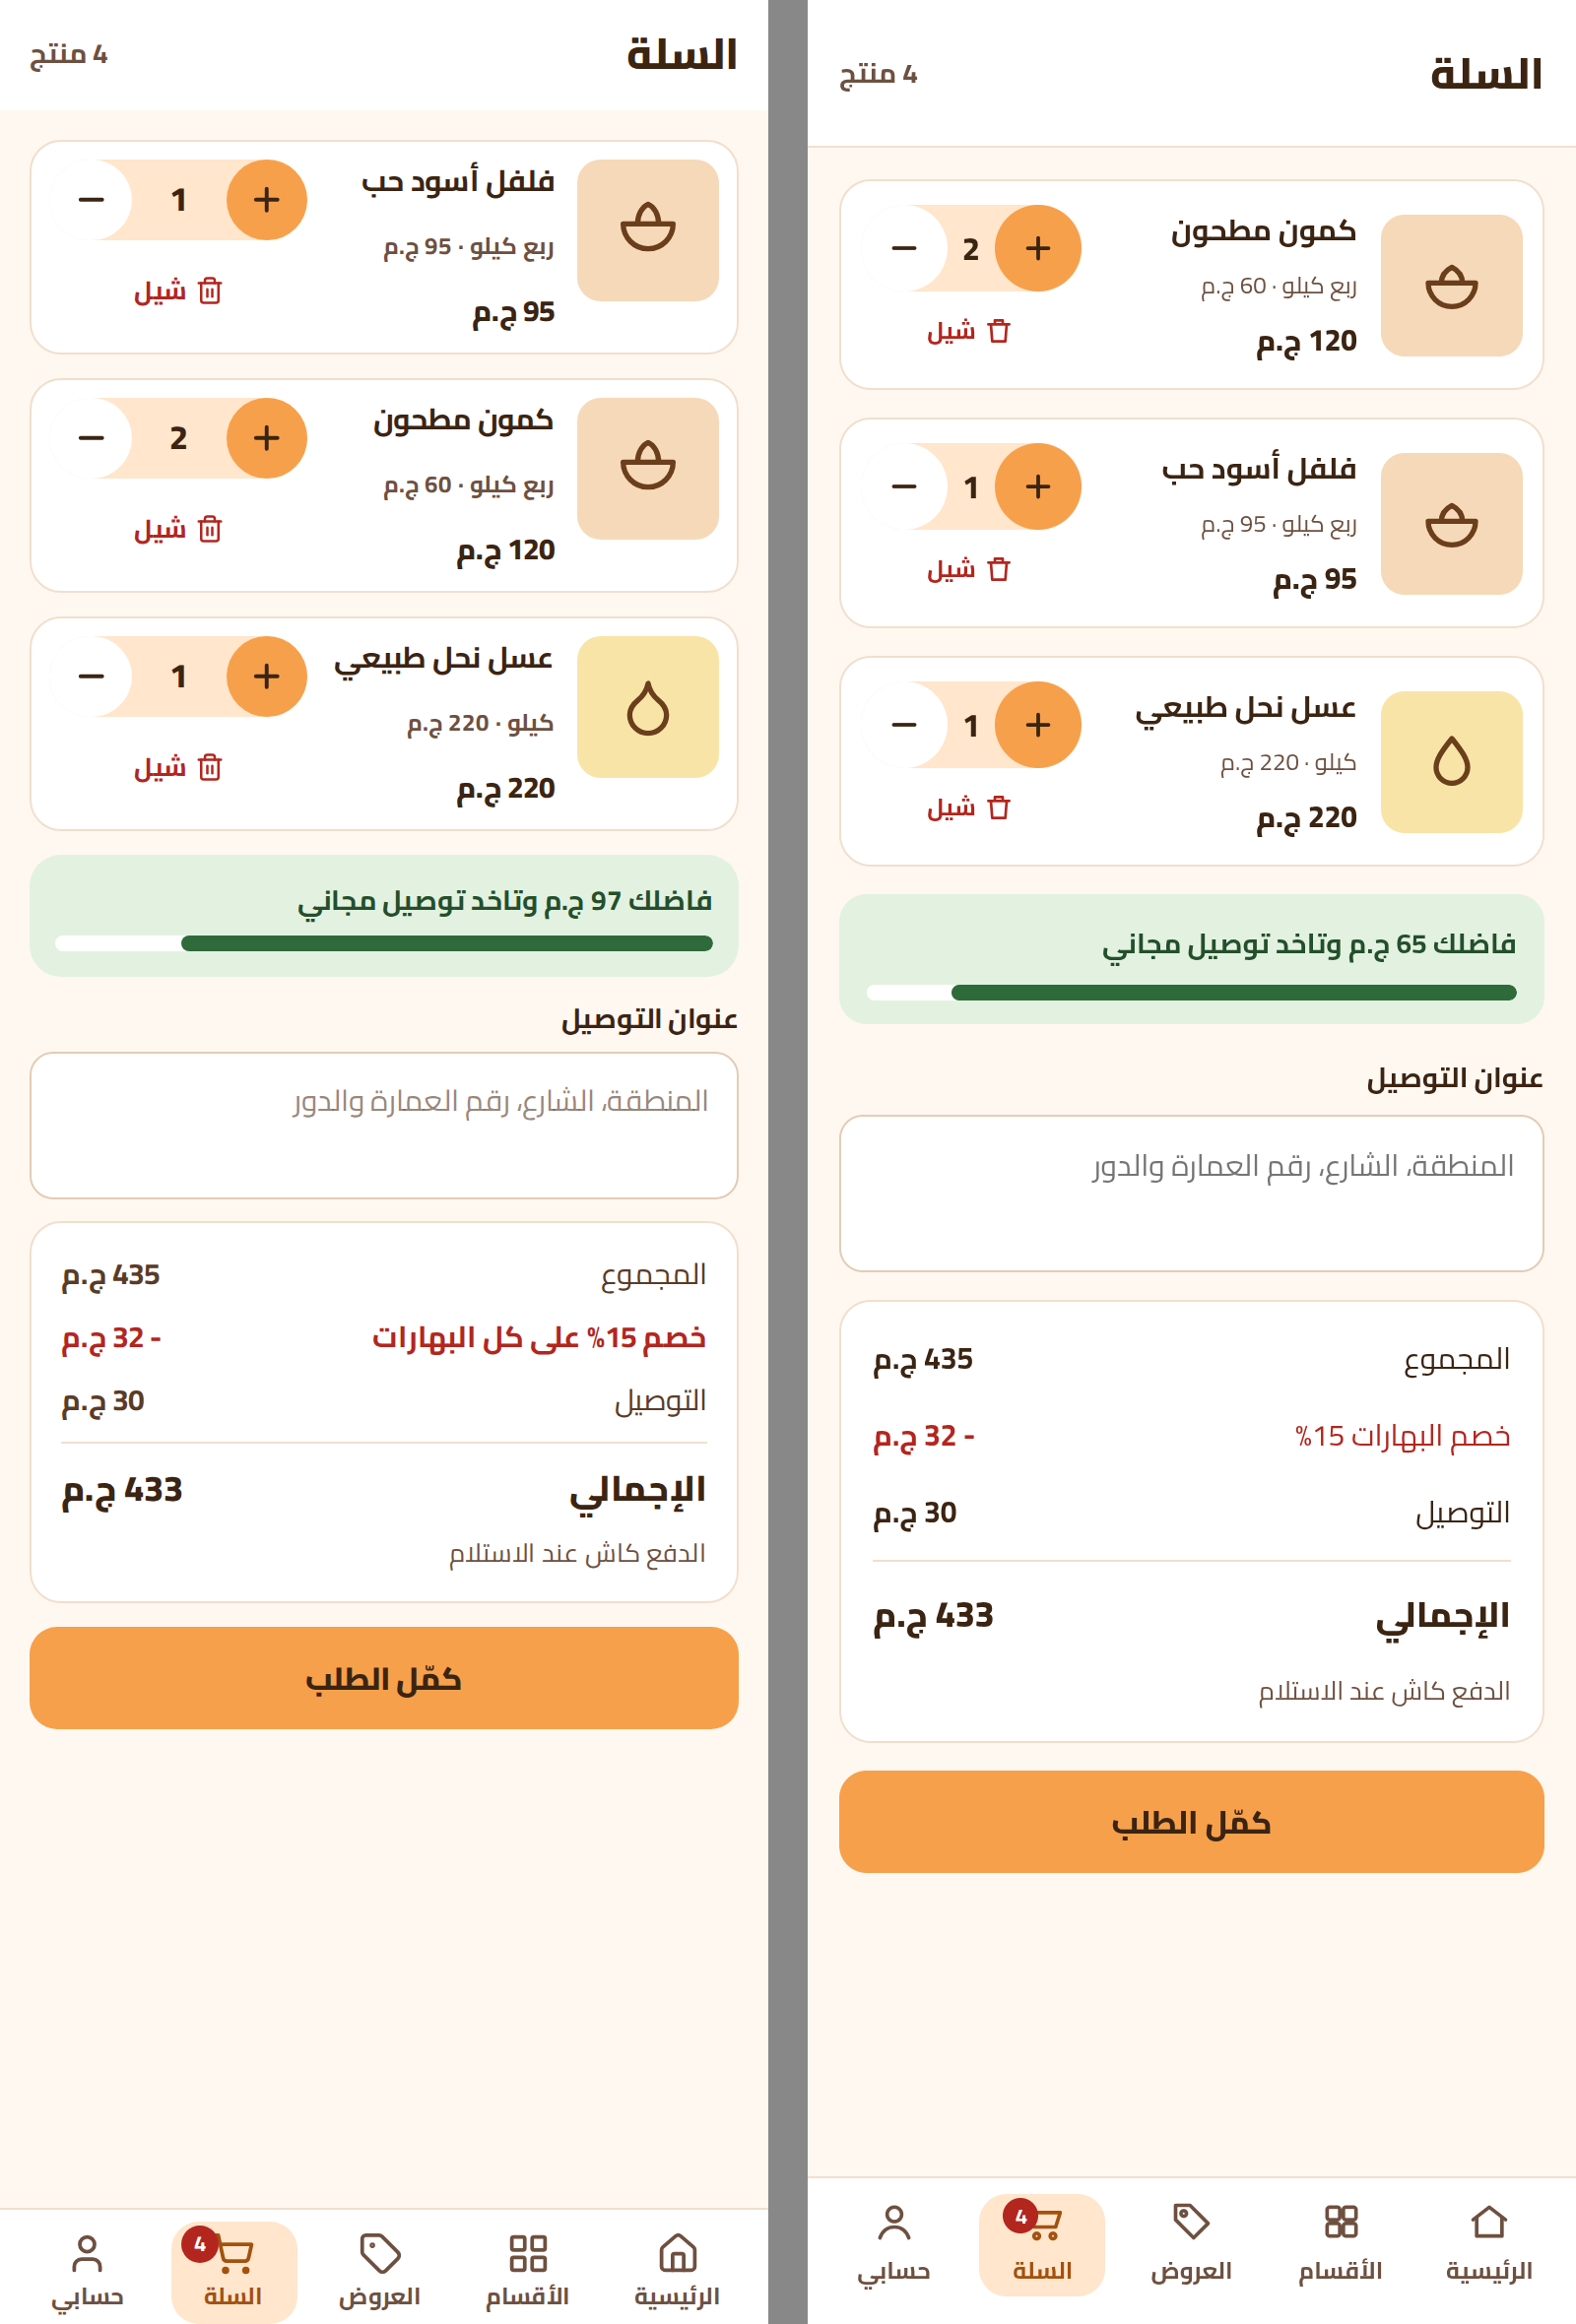 السلة
4 منتج
كمون مطحون
ربع كيلو · 60 ج.م
120 ج.م
2
شيل
فلفل أسود حب
ربع كيلو · 95 ج.م
95 ج.م
1
شيل
عسل نحل طبيعي
كيلو · 220 ج.م
220 ج.م
1
شيل
فاضلك 65 ج.م وتاخد توصيل مجاني
عنوان التوصيل
المنطقة، الشارع، رقم العمارة والدور
المجموع 435 ج.م
خصم البهارات 15% - 32 ج.م
التوصيل 30 ج.م
الإجمالي 433 ج.م
الدفع كاش عند الاستلام
كمّل الطلب
الرئيسية
الأقسام
العروض
4
السلة
حسابي
السلة
4 منتج
فلفل أسود حب
ربع كيلو · 95 ج.م
95 ج.م
1
شيل
كمون مطحون
ربع كيلو · 60 ج.م
120 ج.م
2
شيل
عسل نحل طبيعي
كيلو · 220 ج.م
220 ج.م
1
شيل
فاضلك 97 ج.م وتاخد توصيل مجاني
عنوان التوصيل
المنطقة، الشارع، رقم العمارة والدور
المجموع 435 ج.م
خصم 15% على كل البهارات - 32 ج.م
التوصيل 30 ج.م
الإجمالي 433 ج.م
الدفع كاش عند الاستلام
كمّل الطلب
الرئيسية
الأقسام
العروض
4
السلة
حسابي